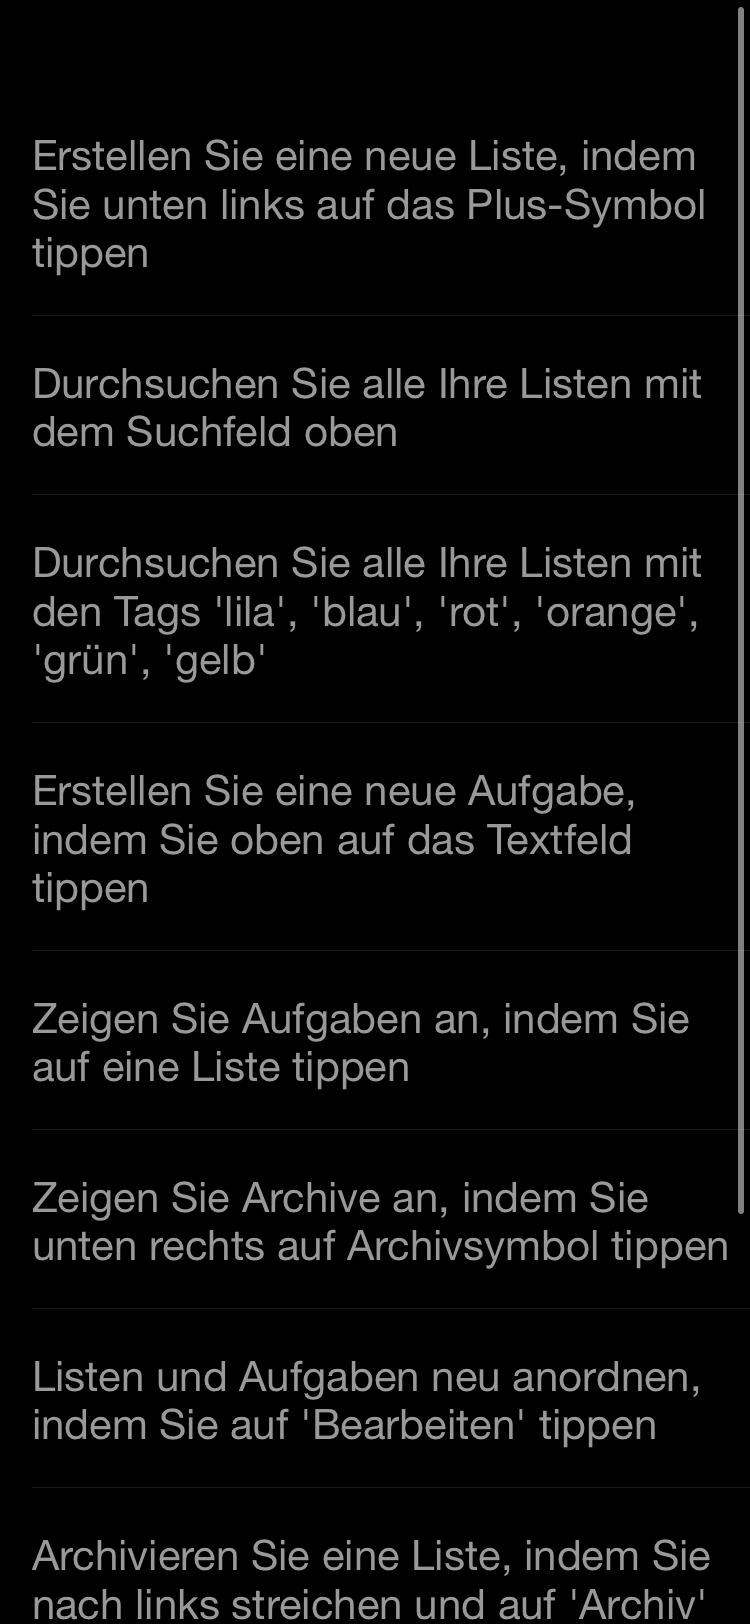 Erstellen Sie eine neue Liste, indem
Sie unten links auf das Plus-Symbol
tippen
Durchsuchen Sie alle Ihre Listen mit
dem Suchfeld oben
Durchsuchen Sie alle Ihre Listen mit
den Tags 'lila', 'blau', 'rot', 'orange',
'grün', 'gelb'
Erstellen Sie eine neue Aufgabe,
indem Sie oben auf das Textfeld
tippen
Zeigen Sie Aufgaben an, indem Sie
auf eine Liste tippen
Zeigen Sie Archive an, indem Sie
unten rechts auf Archivsymbol tippen
Listen und Aufgaben neu anordnen,
indem Sie auf 'Bearbeiten' tippen
Archivieren Sie eine Liste, indem Sie
nach links streichen und auf 'Archiv'